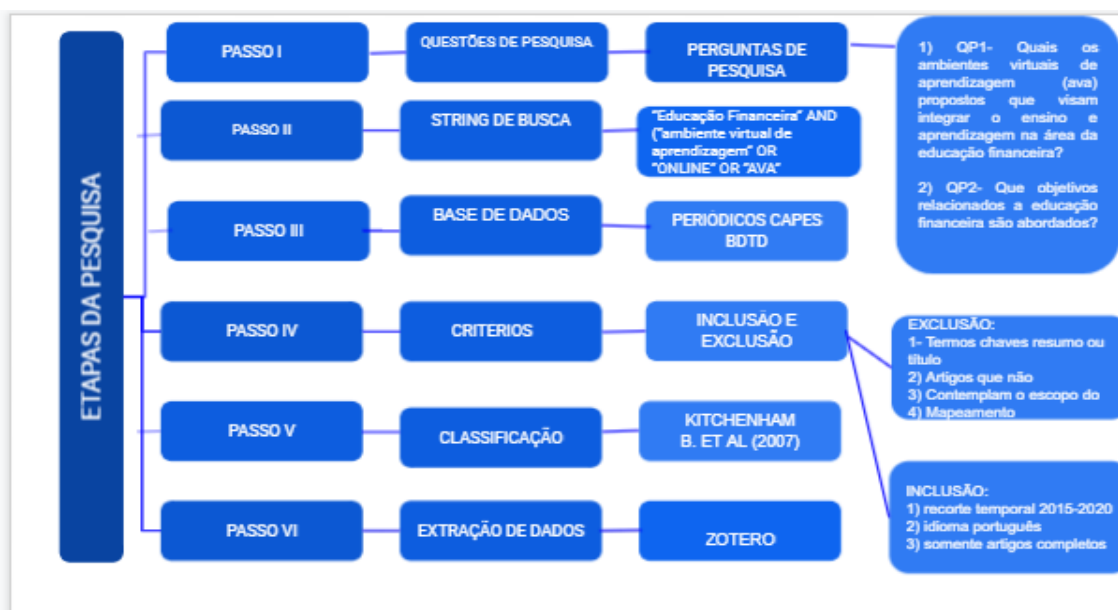 ETAPAS DA PESQUISA
PASSO I
QUESTÕES DE PESQUISA
PERGUNTAS DE
PESQUISA
1) QP1- Quais os
ambientes virtuais de
aprendizagem (ava)
propostos que visam
integrar o ensino e
aprendizagem na área da
educação financeira?
2) QP2- Que objetivos
relacionados a educação
financeira são abordados?
PASSO II
STRING DE BUSCA
"Educação Financeira" AND
("ambiente virtual de
aprendizagem" OR
"ONLINE" OR "AVA"
PASSO III
BASE DE DADOS
PERIÓDICOS CAPES
BDTD
PASSO IV
CRITERIOS
INCLUSÃO E
EXCLUSÃO
EXCLUSÃO:
1- Termos chaves resumo ou
título
2) Artigos que não
3) Contemplam o escopo do
4) Mapeamento
INCLUSÃO:
1) recorte temporal 2015-2020
2) idioma português
3) somente artigos completos
PASSO V
CLASSIFICAÇÃO
KITCHENHAM
B. ET AL (2007)
PASSO VI
EXTRAÇÃO DE DADOS
ZOTERO